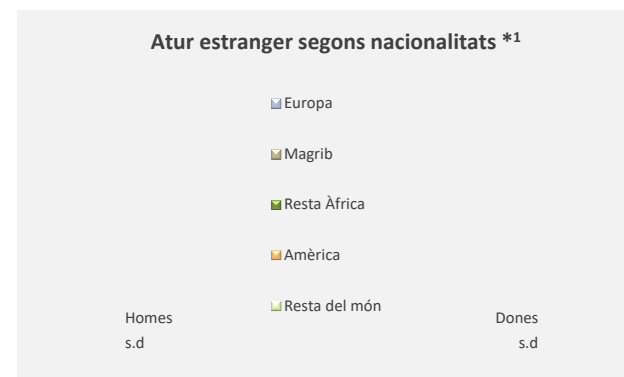 Atur estranger segons nacionalitats *1
Europa
Magrib
Resta Àfrica
Amèrica
Resta del món
Homes
s.d
Dones
s.d